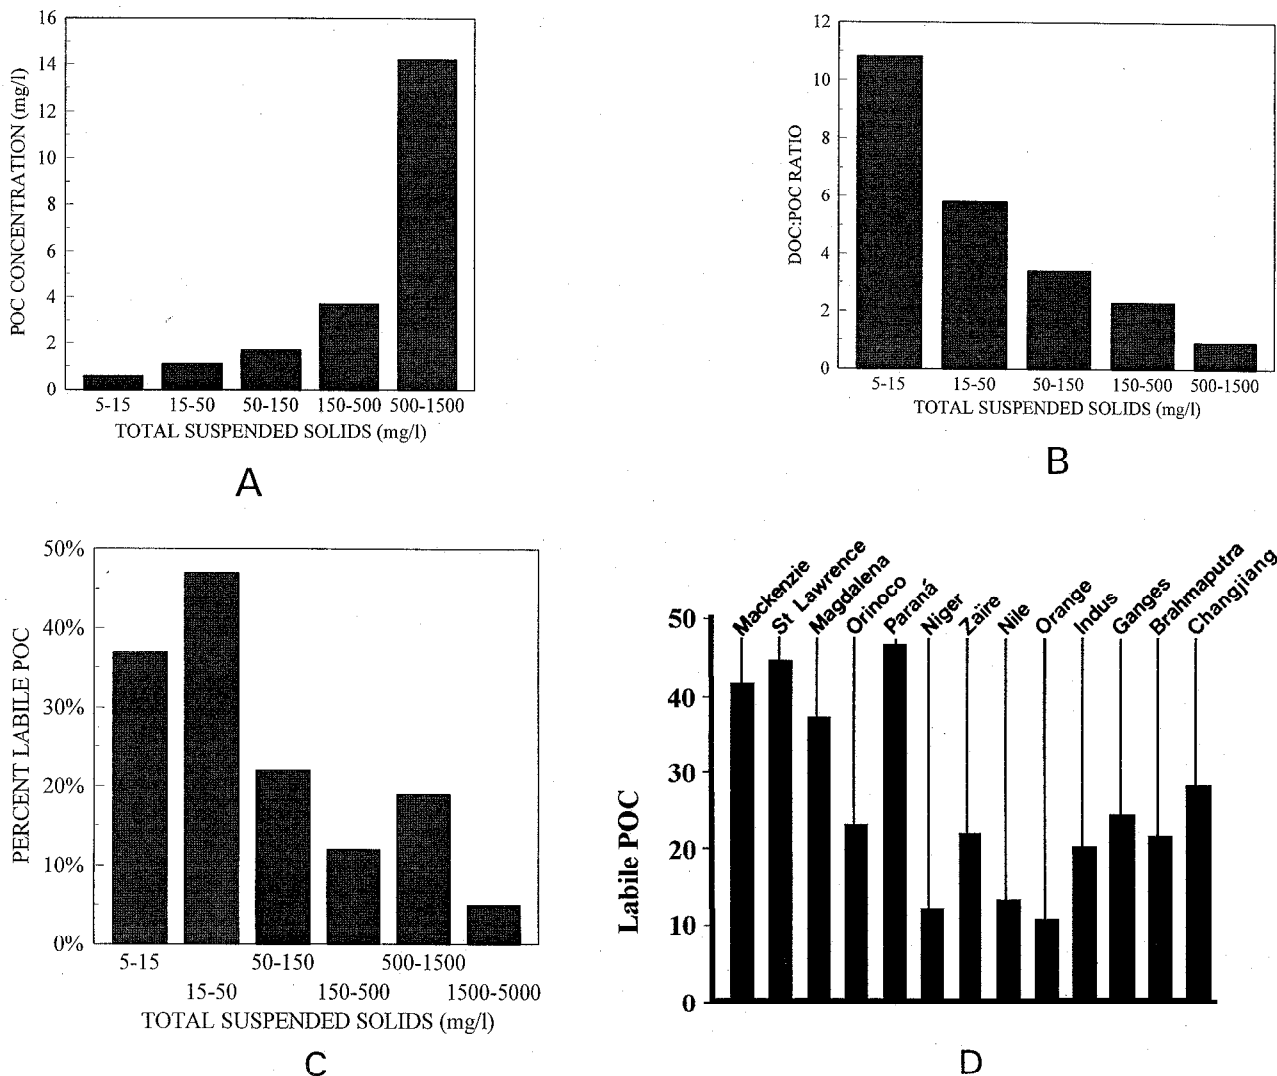 16
14
12
10
8
6
4
2
0
POC CONCENTRATION (mg/l)
5-15 15-50 50-150 150-500 500-1500
TOTAL SUSPENDED SOLIDS (mg/l)
A
12
10
8
6
4
2
0
DOC:POC RATIO
5-15 15-50 50-150 150-500 500-1500
TOTAL SUSPENDED SOLIDS (mg/l)
B
50%
40%
30%
20%
10%
0%
PERCENT LABILE POC
5-15 50-150 500-1500
15-50 150-500 1500-5000
TOTAL SUSPENDED SOLIDS (mg/l)
C
Mackenzie
St Lawrence
Magdalena
Orinoco
Paraná
Niger
Zaïre
Nile
Orange
Indus
Ganges
Brahmaputra
Changjiang
50
40
30
20
10
0
Labile POC
D